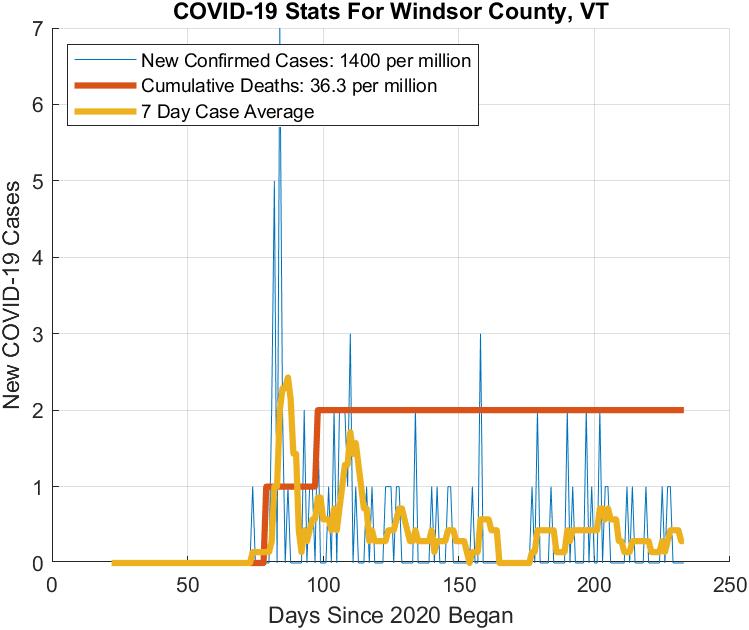 COVID-19 Stats For Windsor County, VT
New Confirmed Cases: 1400 per million
Cumulative Deaths: 36.3 per million
7 Day Case Average
New COVID-19 Cases
7
6
5
4
3
2
1
0
0 50 100 150 200 250
Days Since 2020 Began